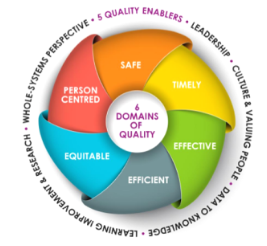 5 QUALITY ENABLERS • LEADERSHIP • CULTURE & VALUING PEOPLE • DATA TO KNOWLEDGE • LEARNING IMPROVEMENT & RESEARCH • WHOLE-SYSTEMS PERSPECTIVE •
SAFE
TIMELY
EFFECTIVE
EFFICIENT
EQUITABLE
PERSON
CENTRED
6
DOMAINS
OF
QUALITY